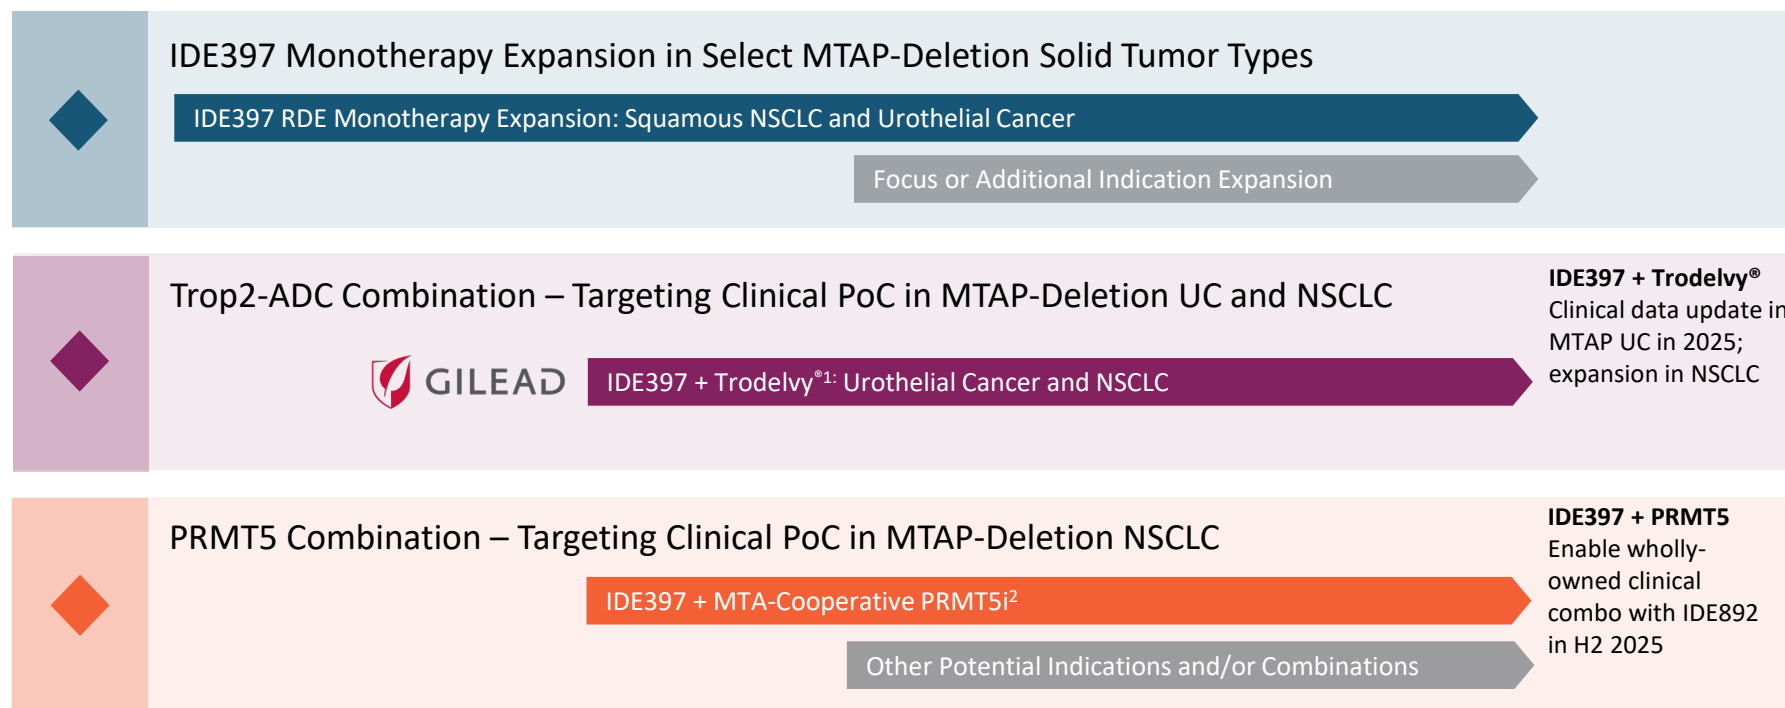 IDE397 Monotherapy Expansion in Select MTAP-Deletion Solid Tumor Types
IDE397 RDE Monotherapy Expansion: Squamous NSCLC and Urothelial Cancer
Focus or Additional Indication Expansion
Trop2-ADC Combination – Targeting Clinical PoC in MTAP-Deletion UC and NSCLC
GILEAD
IDE397 + Trodelvy®1: Urothelial Cancer and NSCLC
IDE397 + Trodelvy®
Clinical data update in
MTAP UC in 2025;
expansion in NSCLC
PRMT5 Combination – Targeting Clinical PoC in MTAP-Deletion NSCLC
IDE397 + MTA-Cooperative PRMT5i2
Other Potential Indications and/or Combinations
IDE397 + PRMT5
Enable wholly-
owned clinical
combo with IDE892
in H2 2025